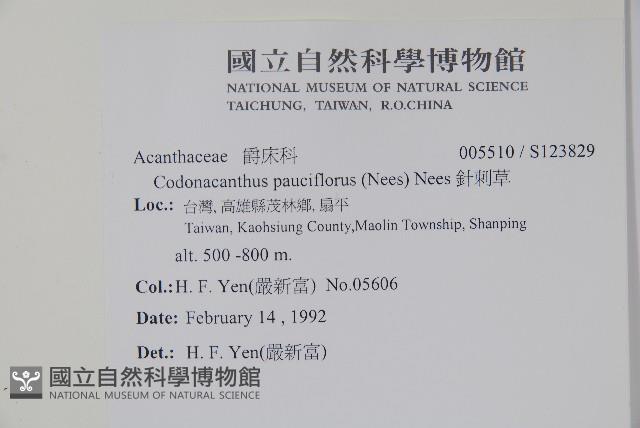 國立自然科學博物館
NATIONAL MUSEUM OF NATURAL SCIENCE
TAICHUNG, TAIWAN, R.O.CHINA
Acanthaceae 爵床科 005510 / S123829
Codonacanthus pauciflorus (Nees) Nees 針刺草
Loc.: 台灣, 高雄縣茂林鄉, 扇平
Taiwan, Kaohsiung County,Maolin Township, Shanping
alt. 500 -800 m.
Col.: H. F. Yen(嚴新富) No.05606
Date: February 14 , 1992
Det.: H. F. Yen(嚴新富)
國立自然科學博物館
NATIONAL MUSEUM OF NATURAL SCIENCE